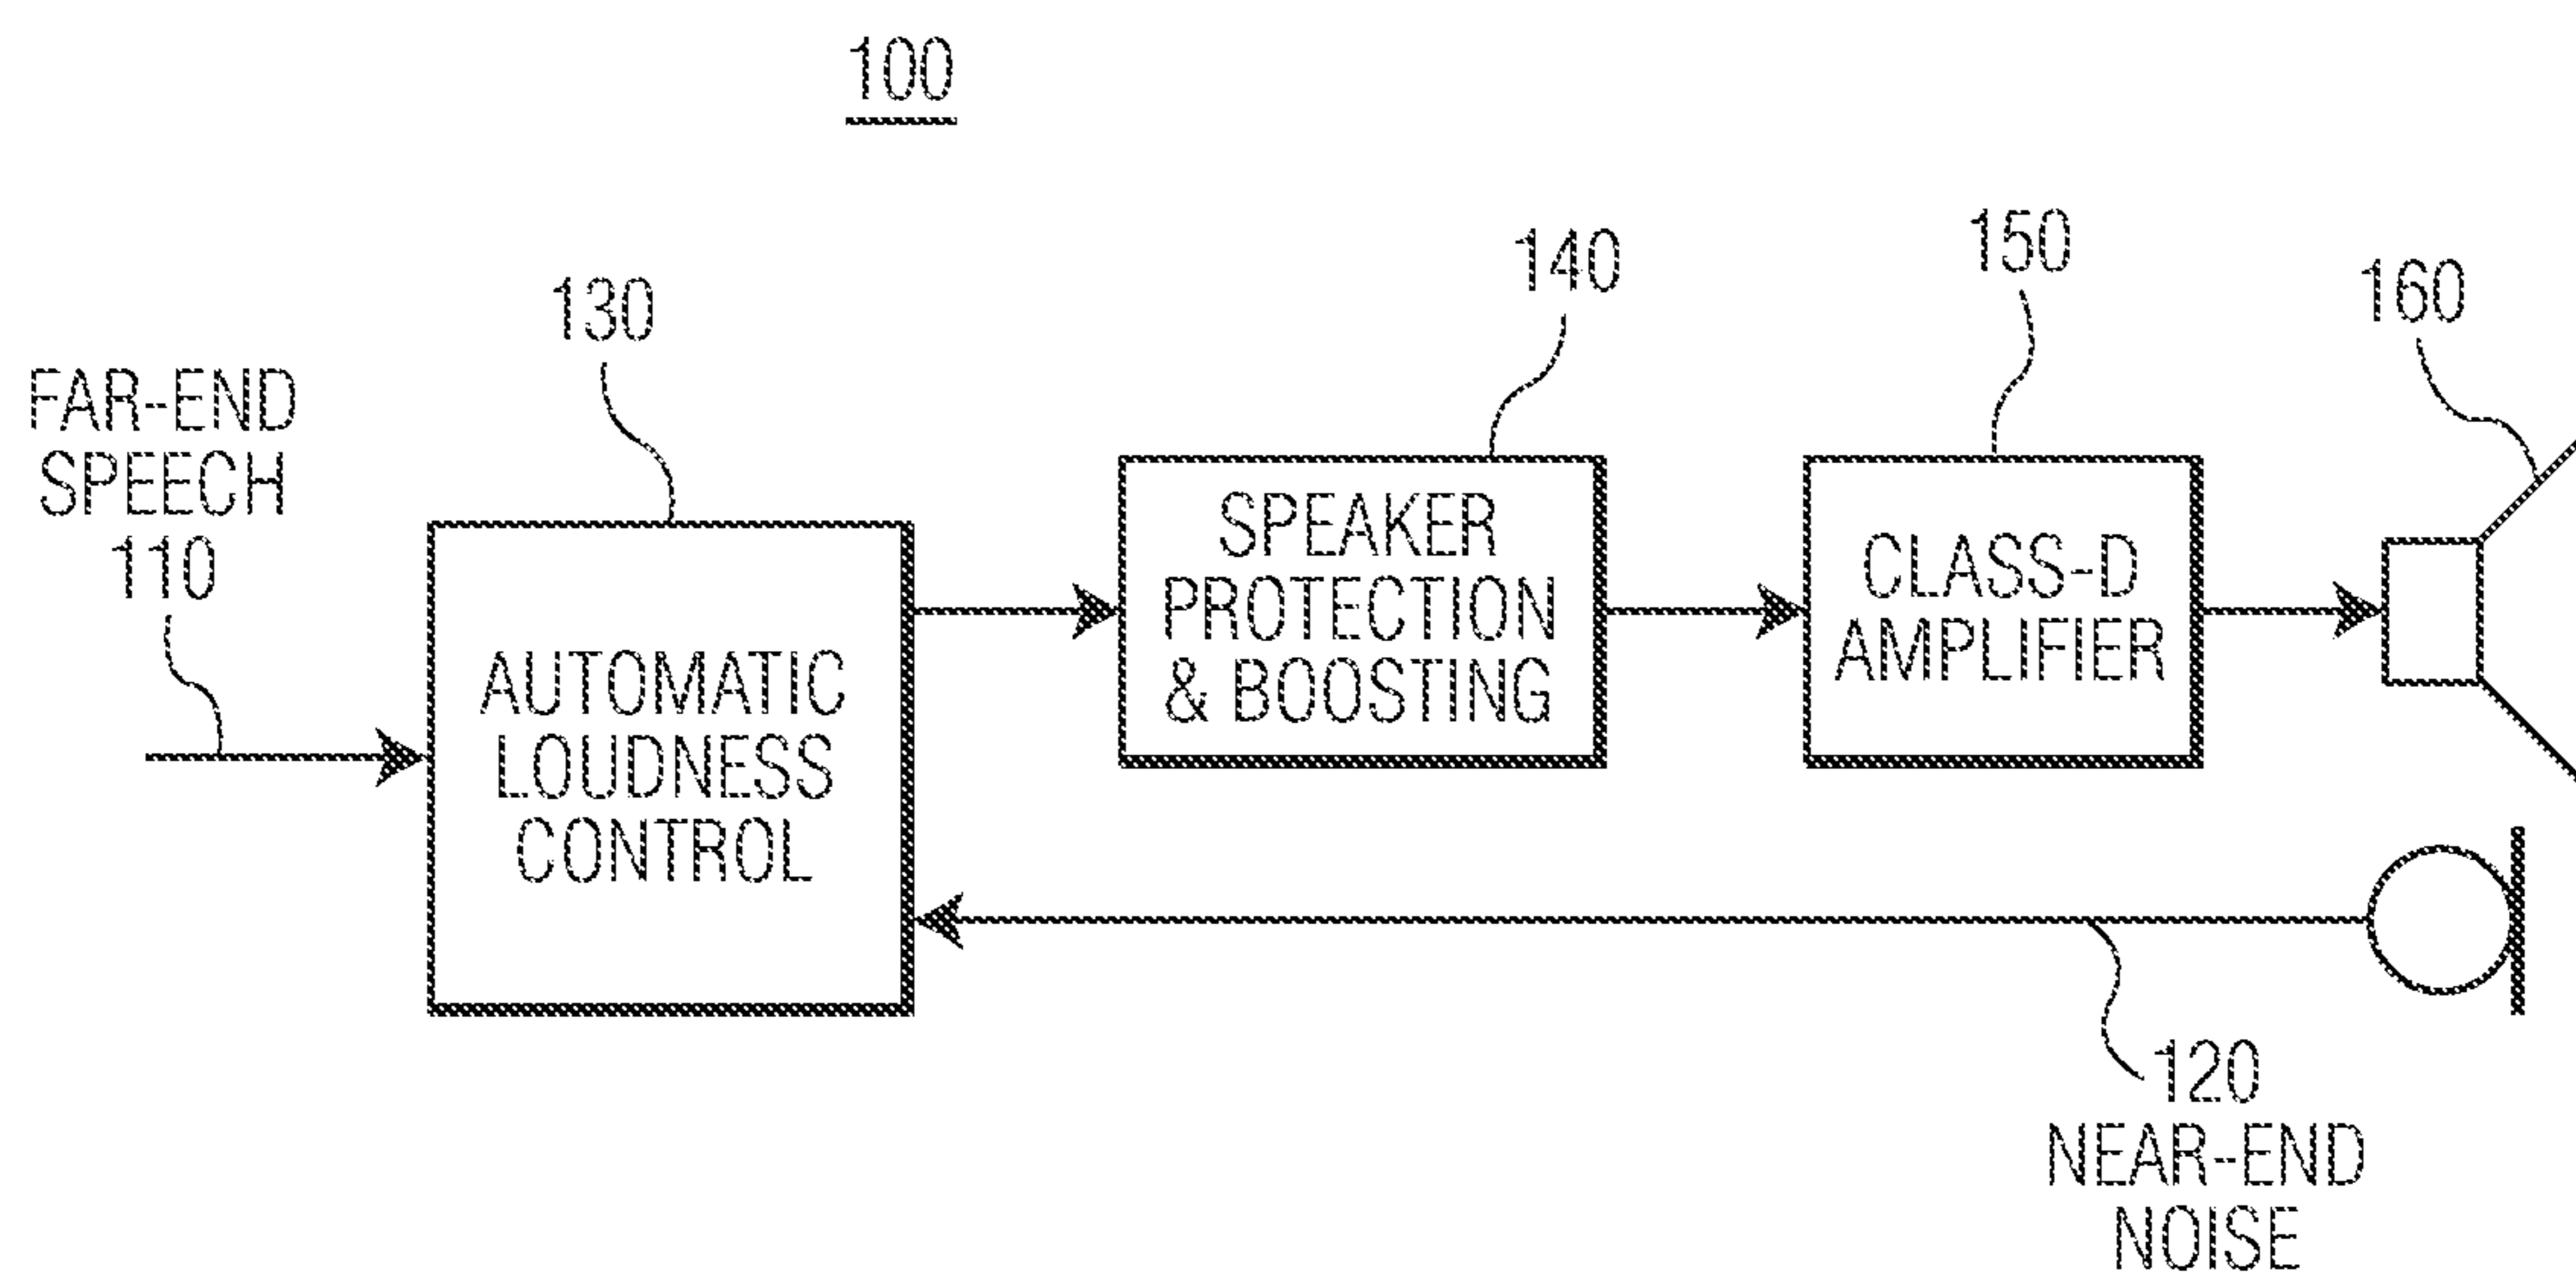 100
FAR-END
SPEECH
110
130
AUTOMATIC
LOUDNESS
CONTROL
140
SPEAKER
PROTECTION
& BOOSTING
150
CLASS-D
AMPLIFIER
160
120
NEAR-END
NOISE